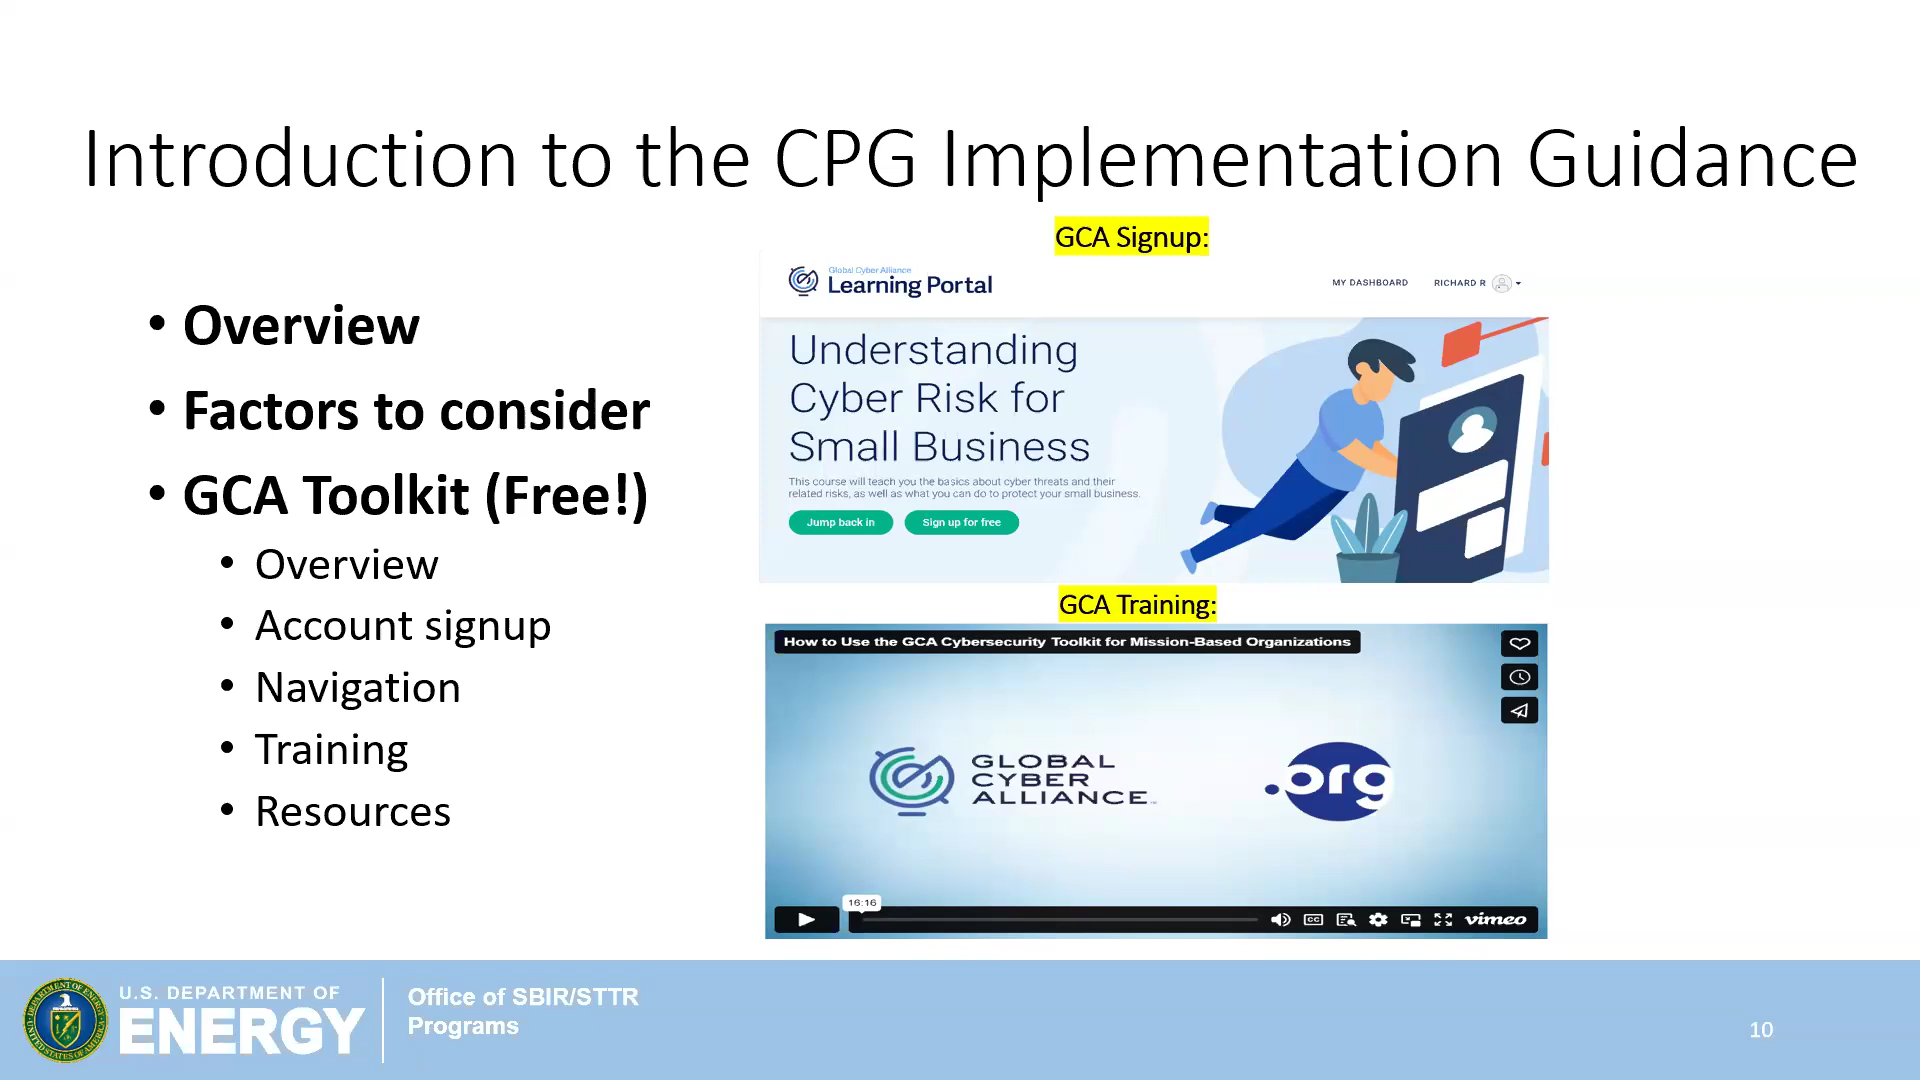 Introduction to the CPG Implementation Guidance
• Overview
• Factors to consider
• GCA Toolkit (Free!)
• Overview
• Account signup
• Navigation
• Training
• Resources
GCA Signup:
Global Cyber Alliance
Learning Portal
MY DASHBOARD
RICHARD R
Understanding
Cyber Risk for
Small Business
This course will teach you the basics about cyber threats and their
related risks, as well as what you can do to protect your small business.
Jump back in
Sign up for free
GCA Training:
How to Use the GCA Cybersecurity Toolkit for Mission-Based Organizations
GLOBAL
CYBER
ALLIANCE
.org
16:16
CC
vimeo
U.S. DEPARTMENT OF
ENERGY
Office of SBIR/STTR
Programs
10